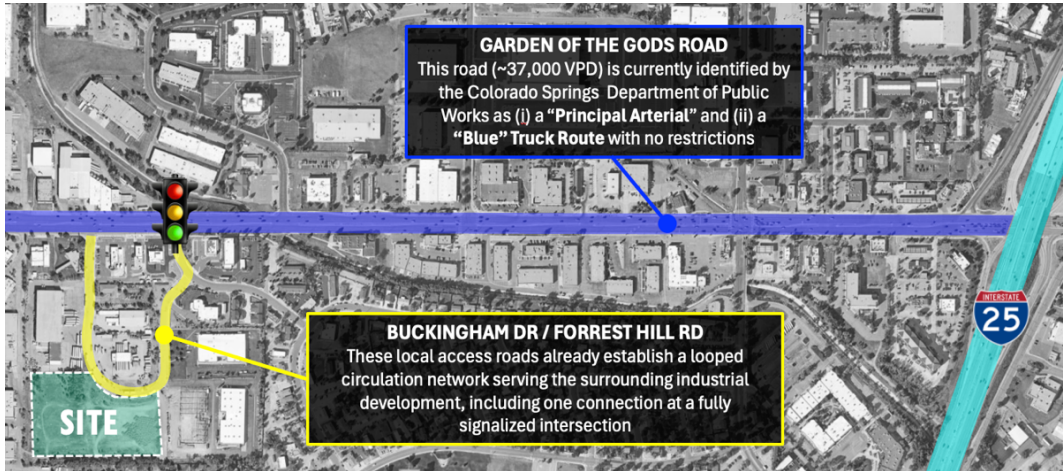 GARDEN OF THE GODS ROAD
This road (~37,000 VPD) is currently identified by
the Colorado Springs  Department of Public
Works as (i) a “Principal Arterial” and (ii) a
“Blue” Truck Route with no restrictions
INTERSTATE
25
BUCKINGHAM DR / FORREST HILL RD
These local access roads already establish a looped
circulation network serving the surrounding industrial
development, including one connection at a fully
signalized intersection
SITE